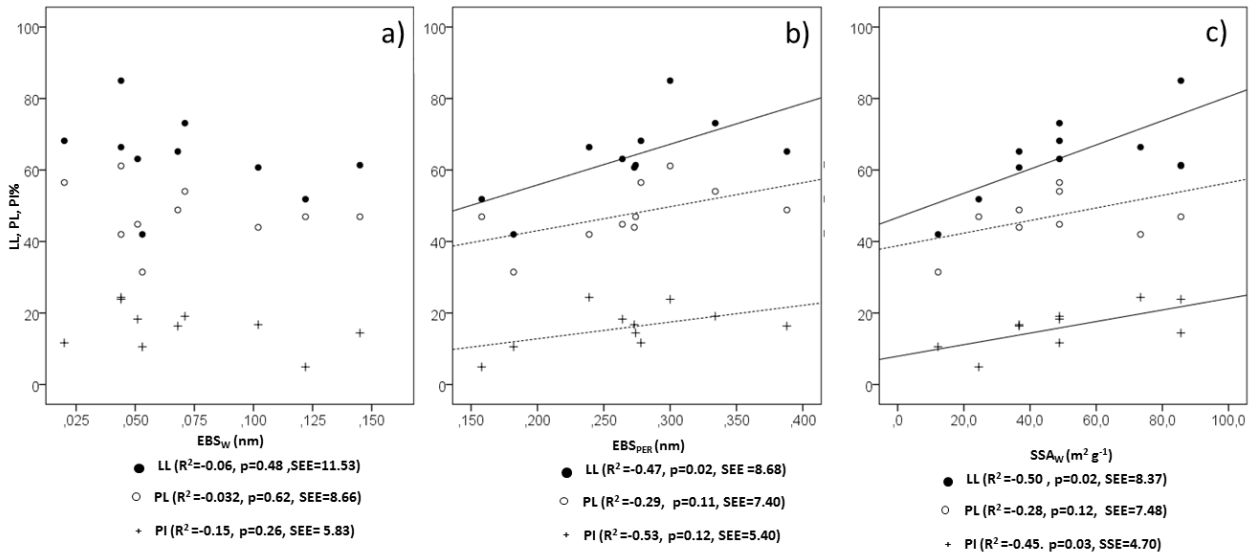 a)
b)
c)
LL, PL, PI%
100
80
60
40
20
0
,025 ,050 ,075 ,100 ,125 ,150
EBSW (nm)
● LL (R²=-0.06, p=0.48 ,SEE=11.53)
○ PL (R²=-0.032, p=0.62, SEE=8.66)
+ PI (R²=-0.15, p=0.26, SEE= 5.83)
100
80
60
40
20
0
,150 ,200 ,250 ,300 ,350 ,400
EBSPER (nm)
● LL (R²=-0.47, p=0.02, SEE =8.68)
○ PL (R²=-0.29, p=0.11, SEE=7.40)
+ PI (R²=-0.53, p=0.12, SEE=5.40)
100
80
60
40
20
0
,0 20,0 40,0 60,0 80,0 100,0
SSAW (m² g⁻¹)
● LL (R²=-0.50 , p=0.02, SEE=8.37)
○ PL (R²=-0.28, p=0.12, SEE=7.48)
+ PI (R²=-0.45. p=0.03, SSE=4.70)